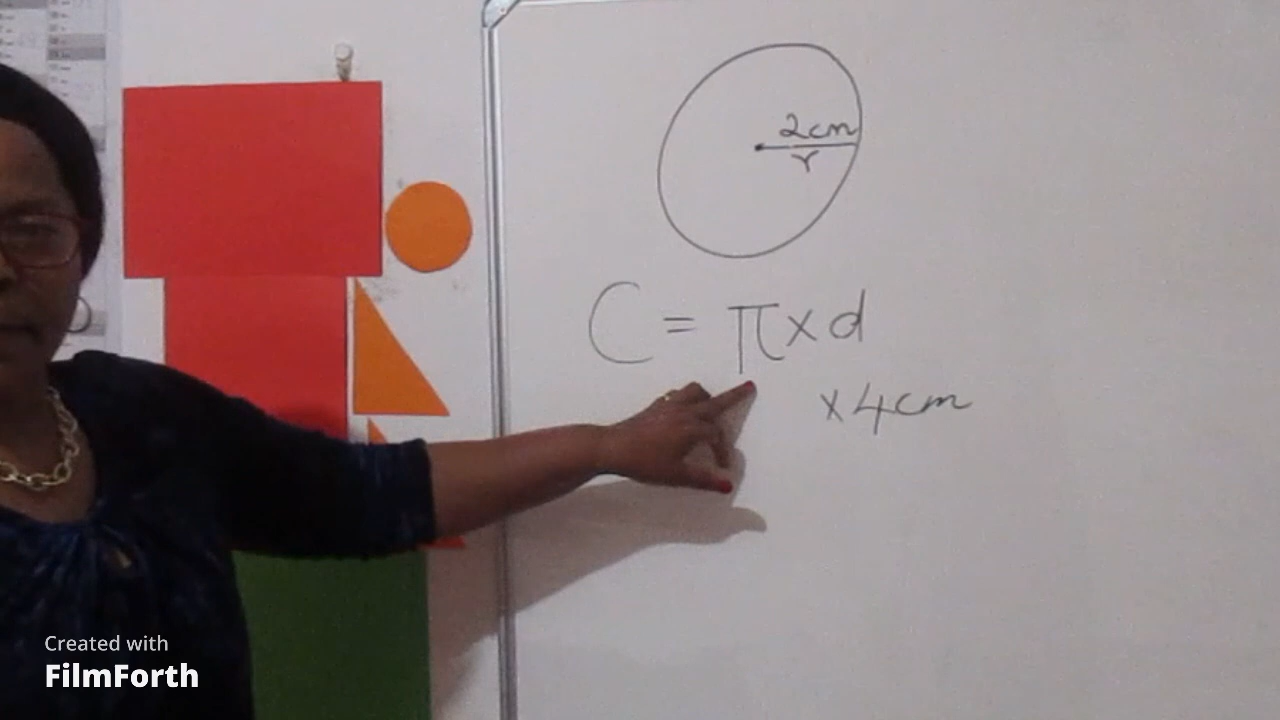 2cm
r
C = π x d
x 4cm
Created with
FilmForth